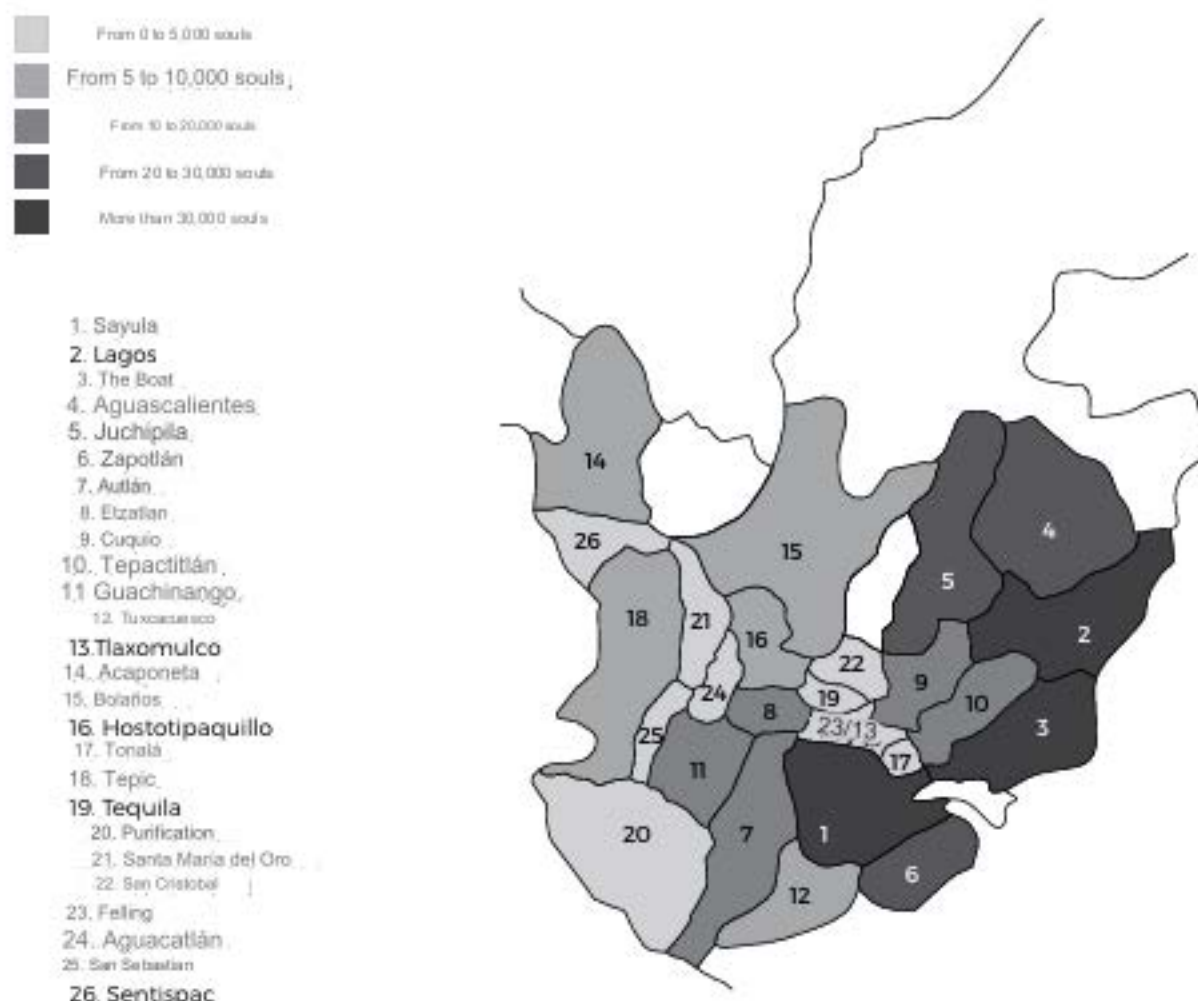 From 0 to 5,000 souls
From 5 to 10,000 souls,
From 10 to 20,000 souls
From 20 to 30,000 souls
More than 30,000 souls
1. Sayula
2. Lagos
3. The Boat
4. Aguascalientes
5. Juchipila
6. Zapotlán
7. Autlán
8. Etzatlan
9. Cuquio
10. Tepactitlán
11 Guachinango,
12. Tuxcacuesco
13.Tlaxomulco
14. Acaponeta
15. Bolaños
16. Hostotipaquillo
17. Tonalá
18. Tepic
19. Tequila
20. Purification
21. Santa María del Oro
22. San Cristobal
23. Felling
24. Aguacatlán
25. San Sebastian
26. Sentispac
14
26
15
4
5
18
21
16
2
22
9
24
19
10
8
23/13
25
3
17
11
20
7
1
6
12